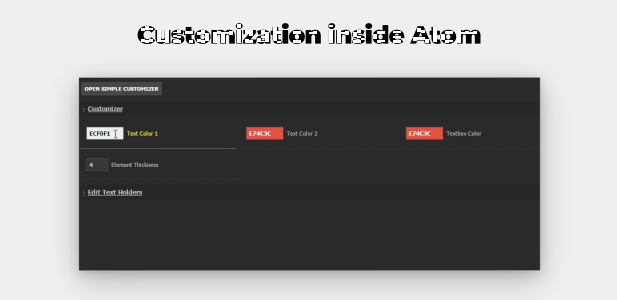 Customization inside Atom
OPEN SIMPLE CUSTOMIZER
Customizer
ECF0F1 Text Color 1 E74C3C Text Color 2 E74C3C Textbox Color
4 Element Thickness
Edit Text Holders